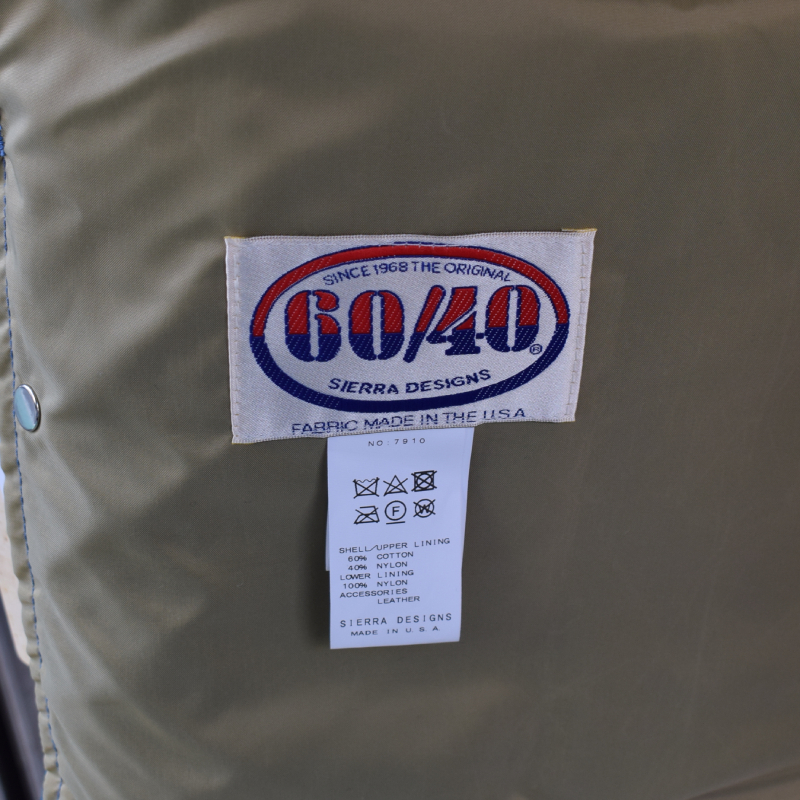 SINCE 1968 THE ORIGINAL
60/40®
SIERRA DESIGNS
FABRIC MADE IN THE U.S.A
NO:7910
F W
SHELL/UPPER LINING
60% COTTON
40% NYLON
LOWER LINING
100% NYLON
ACCESSORIES
LEATHER
SIERRA DESIGNS
MADE IN U.S.A